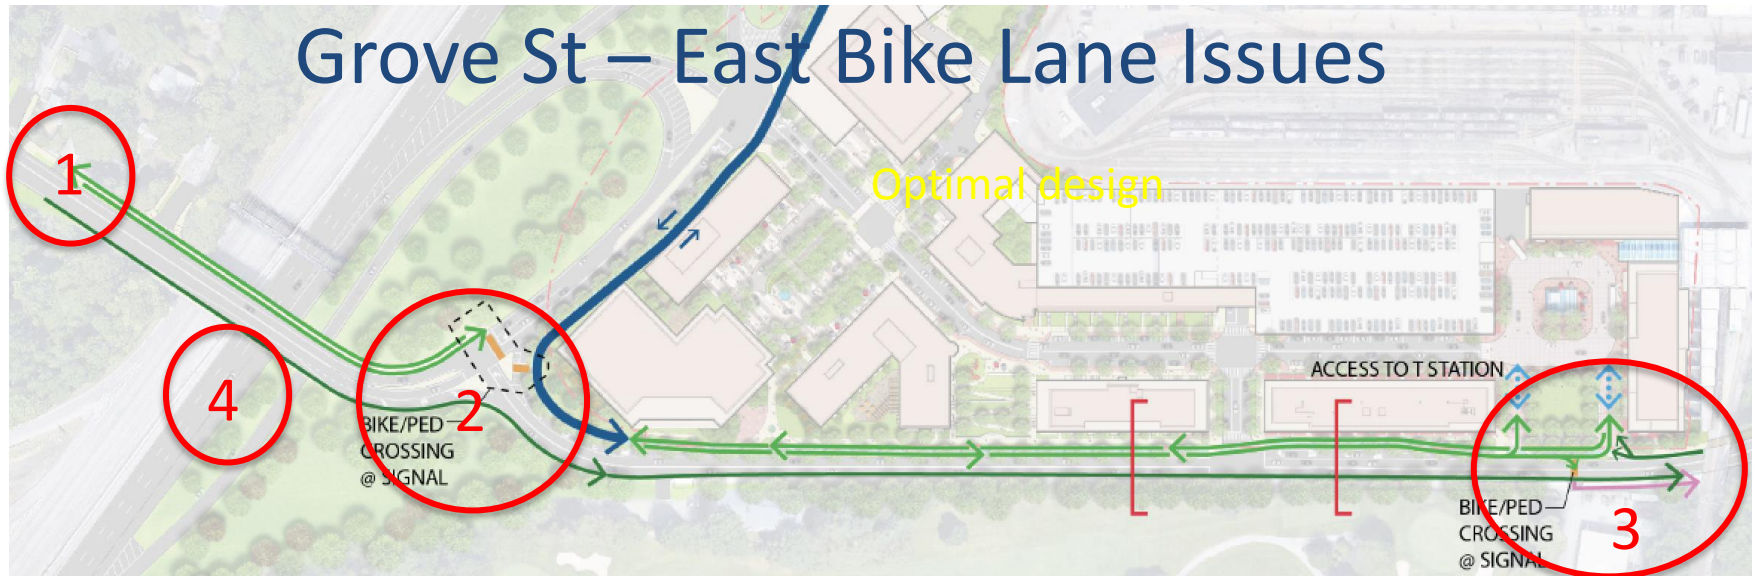 Grove St – East Bike Lane Issues
1
Optimal design
ACCESS TO T STATION
4
2
BIKE/PED
CROSSING
@ SIGNAL
BIKE/PED
CROSSING
@ SIGNAL
3